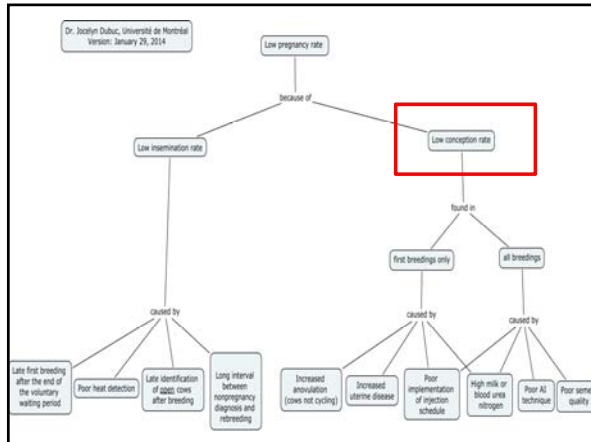 Dr. Jocelyn Dubuc, Université de Montréal
Version: January 29, 2014
Low pregnancy rate
because of
Low insemination rate
Low conception rate
found in
first breedings only
all breedings
caused by
caused by
caused by
Late first breeding
after the end of
the voluntary
waiting period
Poor heat detection
Late identification
of open cows
after breeding
Long interval
between
nonpregnancy
diagnosis and
rebreeding
Increased
anovulation
(cows not cycling)
Increased
uterine disease
Poor
implementation
of injection
schedule
High milk or
blood urea
nitrogen
Poor AI
technique
Poor semen
quality